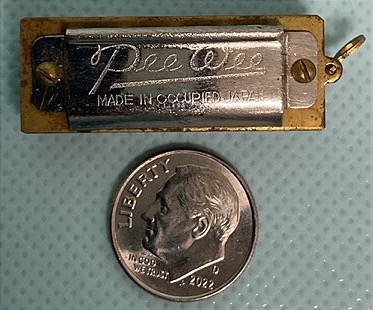 Pee Wee
MADE IN OCCUPIED JAPAN
LIBERTY
IN GOD
WE TRUST
D
2022